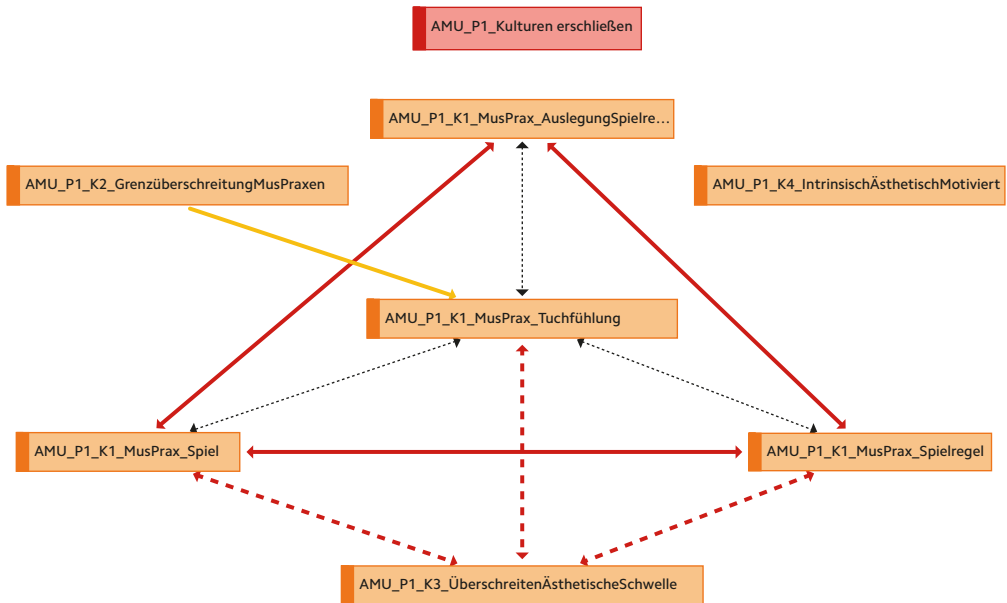 AMU_P1_Kulturen erschließen
AMU_P1_K1_MusPrax_AuslegungSpielre...
AMU_P1_K2_GrenzüberschreitungMusPraxen
AMU_P1_K4_IntrinsischÄsthetischMotiviert
AMU_P1_K1_MusPrax_Tuchfühlung
AMU_P1_K1_MusPrax_Spiel
AMU_P1_K1_MusPrax_Spielregel
AMU_P1_K3_ÜberschreitenÄsthetischeSchwelle